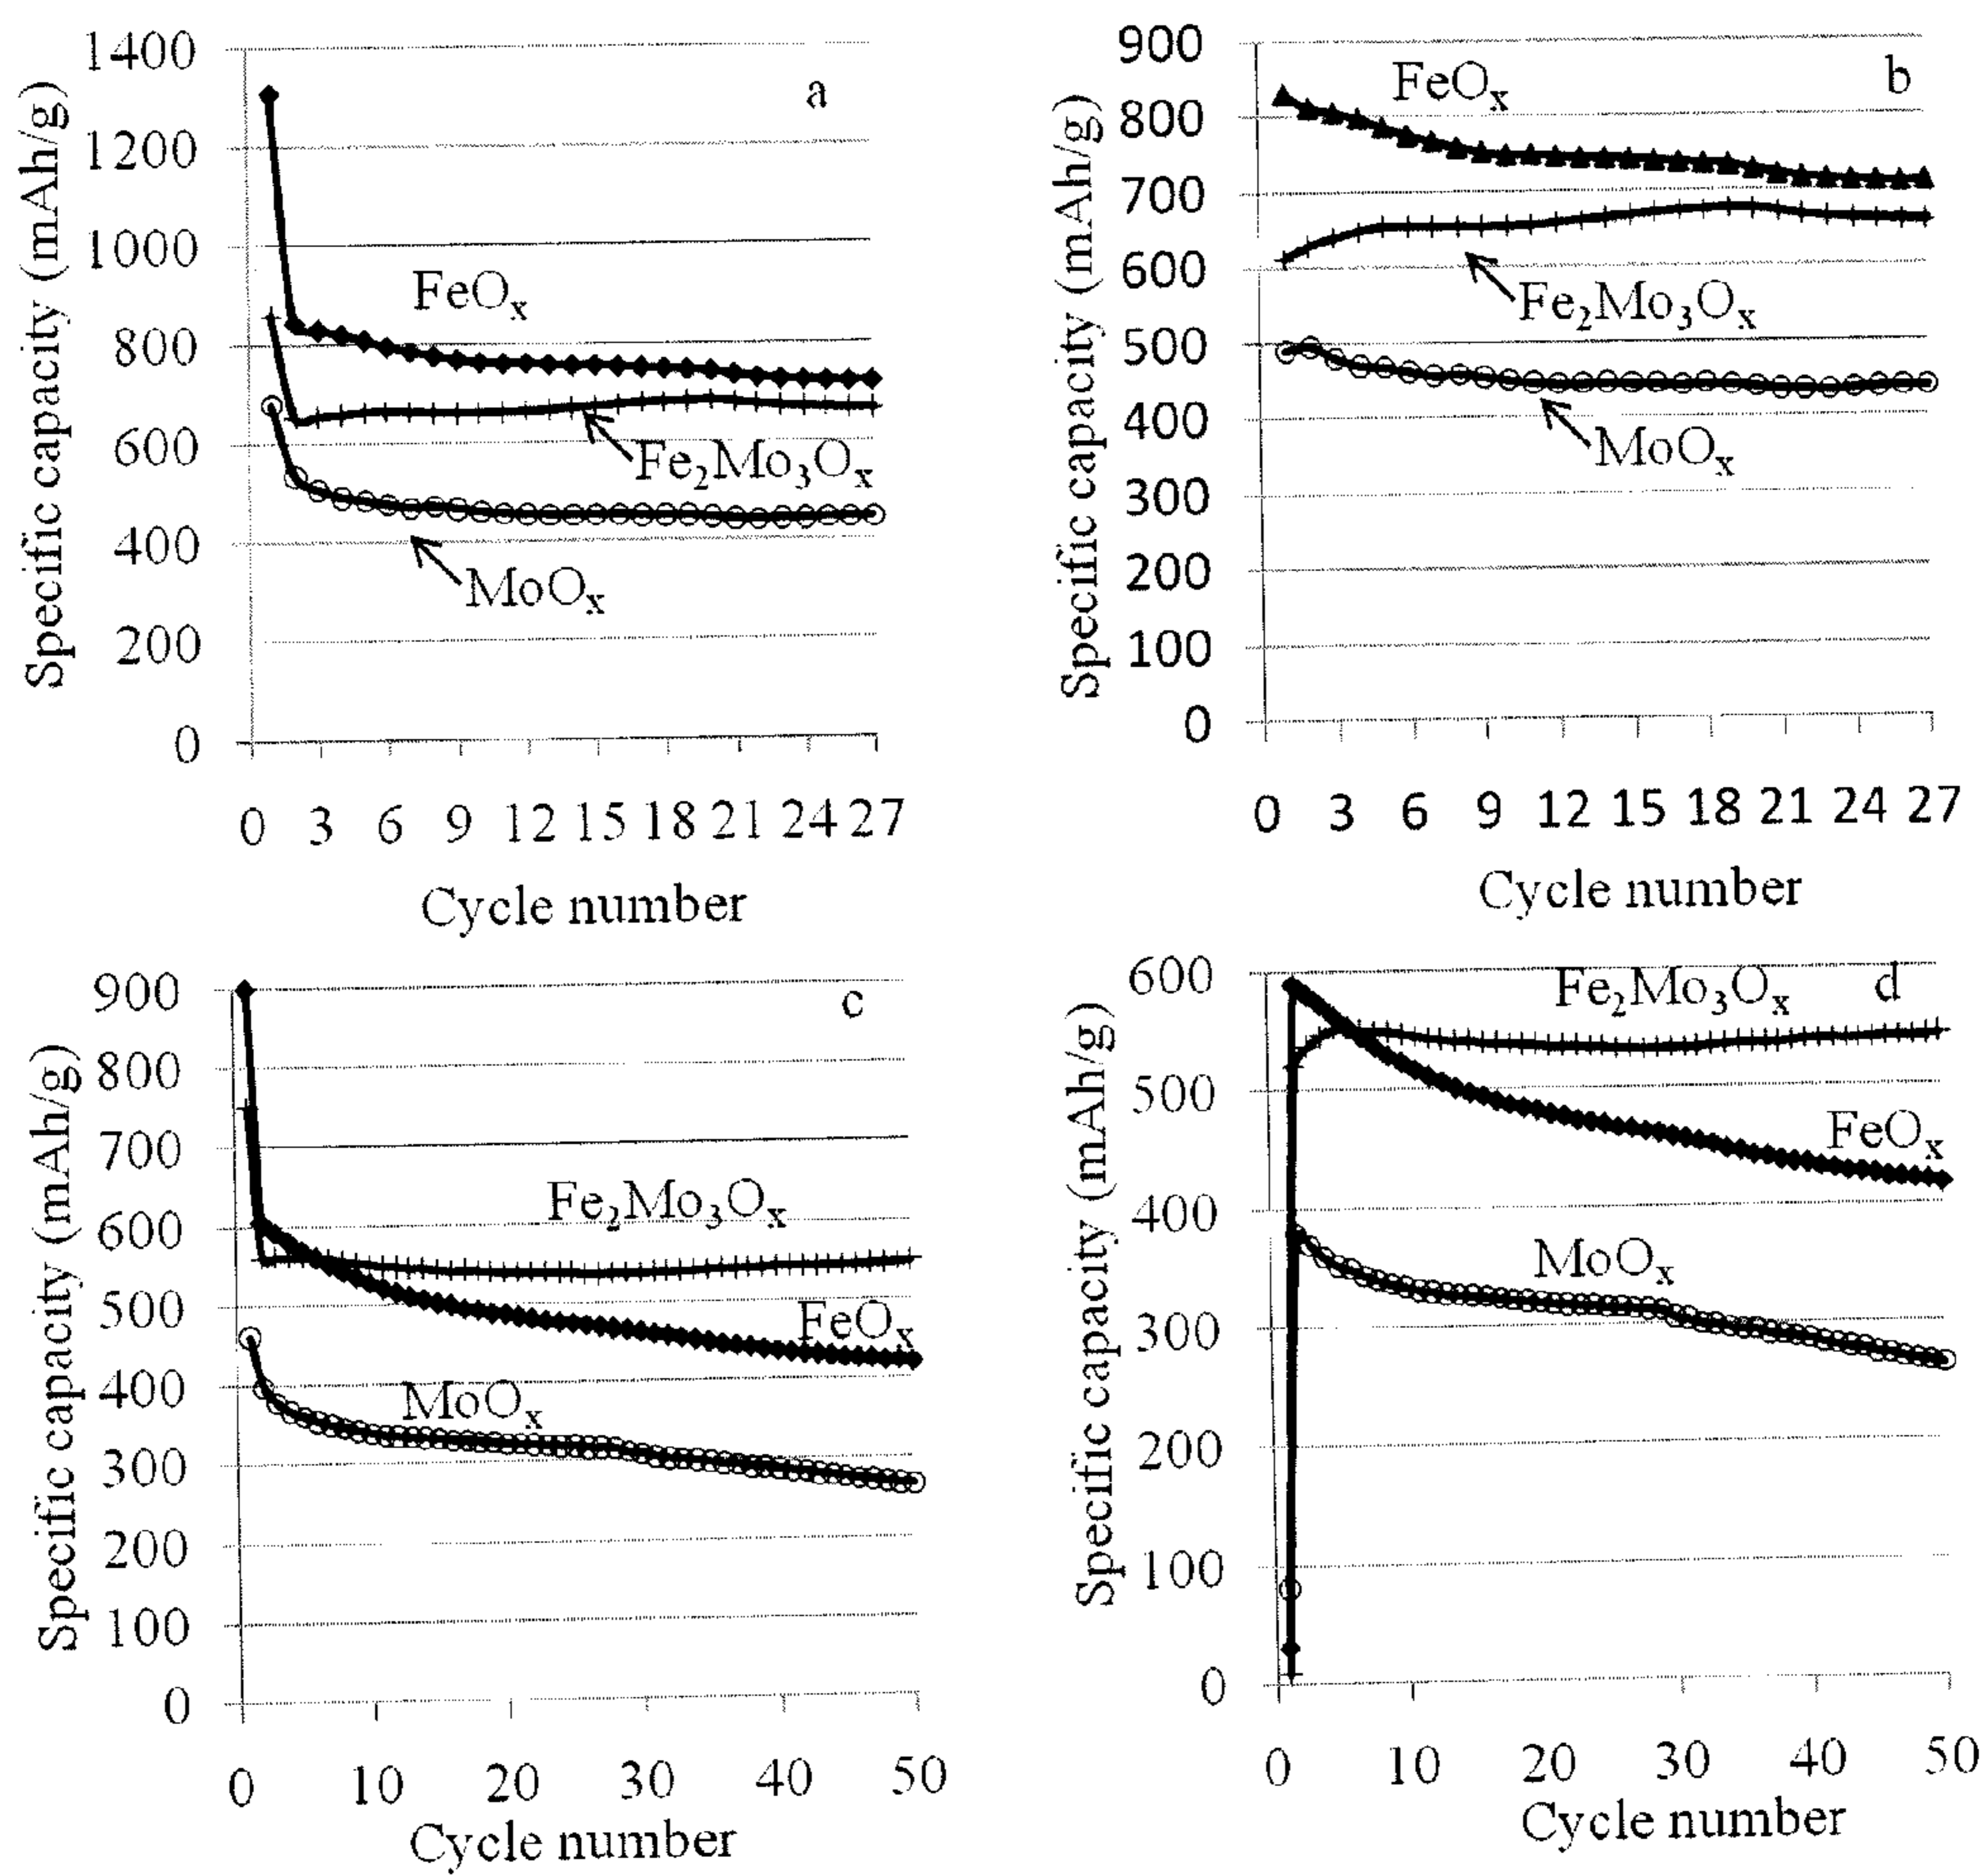 1400
1200
1000
800
600
400
200
0
Specific capacity (mAh/g)
a
FeOₓ
Fe₂Mo₃Oₓ
MoOₓ
0 3 6 9 12 15 18 21 24 27
Cycle number
900
800
700
600
500
400
300
200
100
0
Specific capacity (mAh/g)
b
FeOₓ
Fe₂Mo₃Oₓ
MoOₓ
0 3 6 9 12 15 18 21 24 27
Cycle number
900
800
700
600
500
400
300
200
100
0
Specific capacity (mAh/g)
c
Fe₂Mo₃Oₓ
FeOₓ
MoOₓ
0 10 20 30 40 50
Cycle number
600
500
400
300
200
100
0
Specific capacity (mAh/g)
Fe₂Mo₃Oₓ
d
FeOₓ
MoOₓ
0 10 20 30 40 50
Cycle number